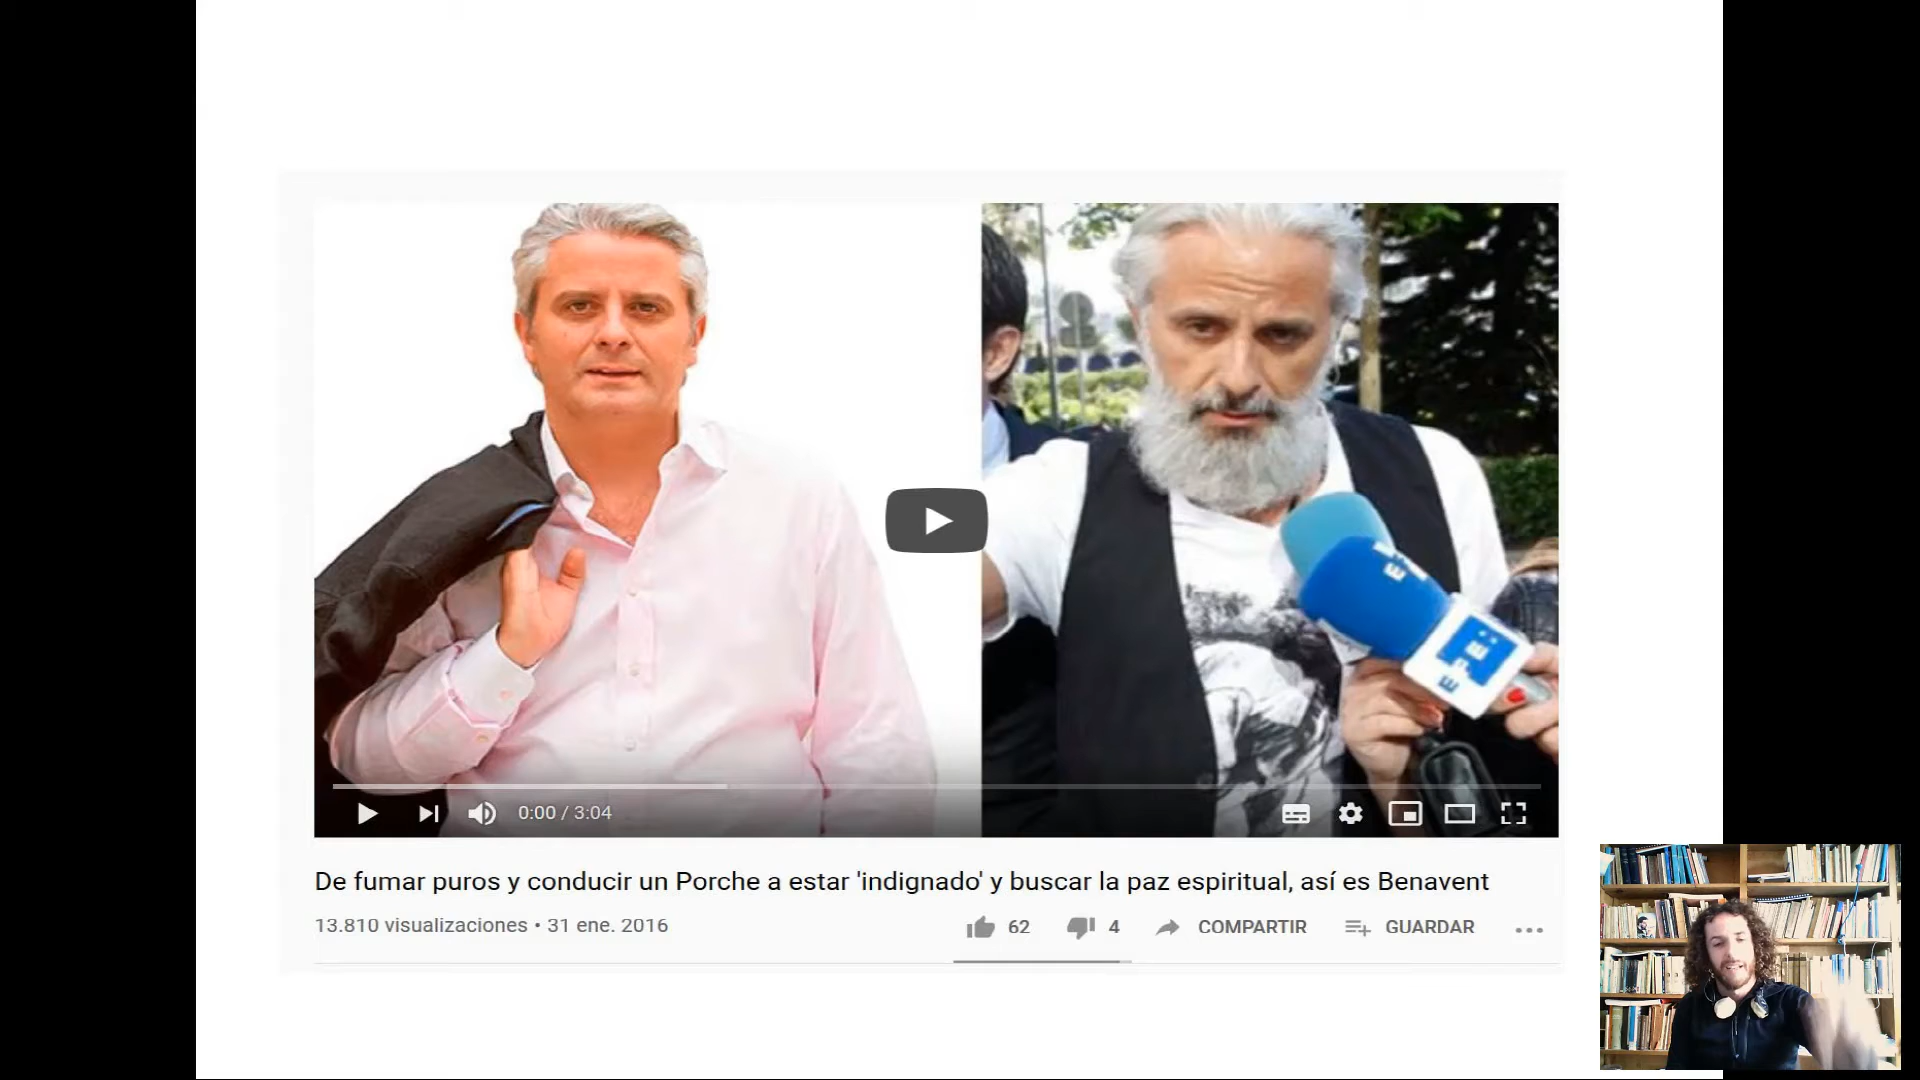 0:00 / 3:04
De fumar puros y conducir un Porche a estar 'indignado' y buscar la paz espiritual, así es Benavent
13.810 visualizaciones • 31 ene. 2016
62
4
COMPARTIR
GUARDAR